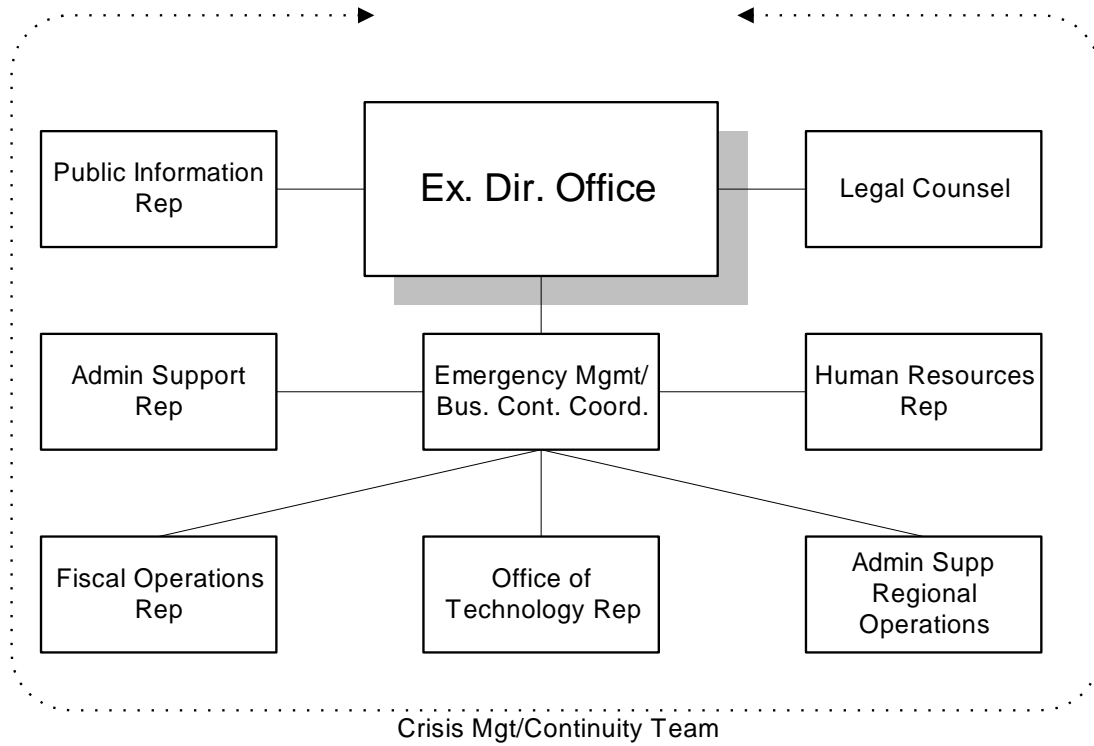 Public Information
Rep
Ex. Dir. Office
Legal Counsel
Admin Support
Rep
Emergency Mgmt/
Bus. Cont. Coord.
Human Resources
Rep
Fiscal Operations
Rep
Office of
Technology Rep
Admin Supp
Regional
Operations
Crisis Mgt/Continuity Team